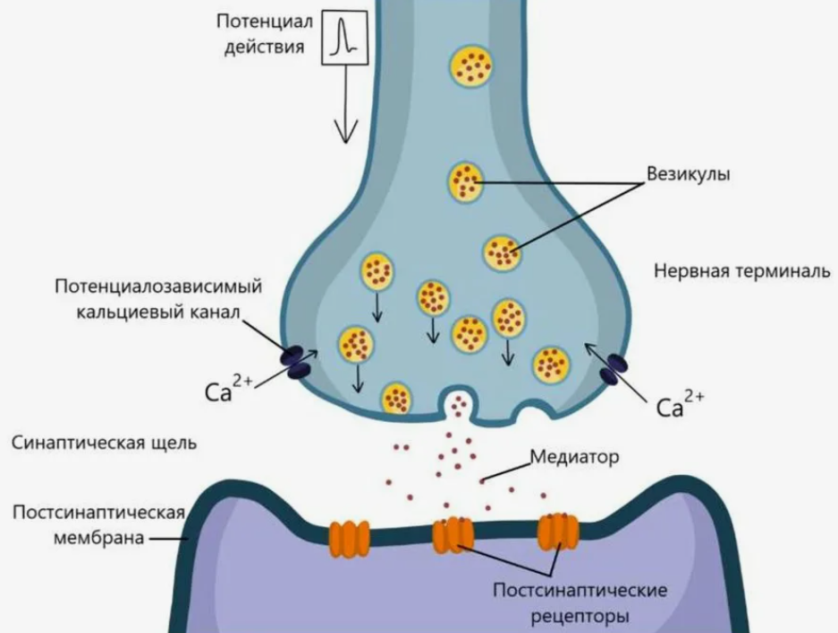 Потенциал
действия
Везикулы
Нервная терминаль
Потенциалозависимый
кальциевый канал
Ca²⁺
Ca²⁺
Синаптическая щель
Медиатор
Постсинаптическая
мембрана
Постсинаптические
рецепторы